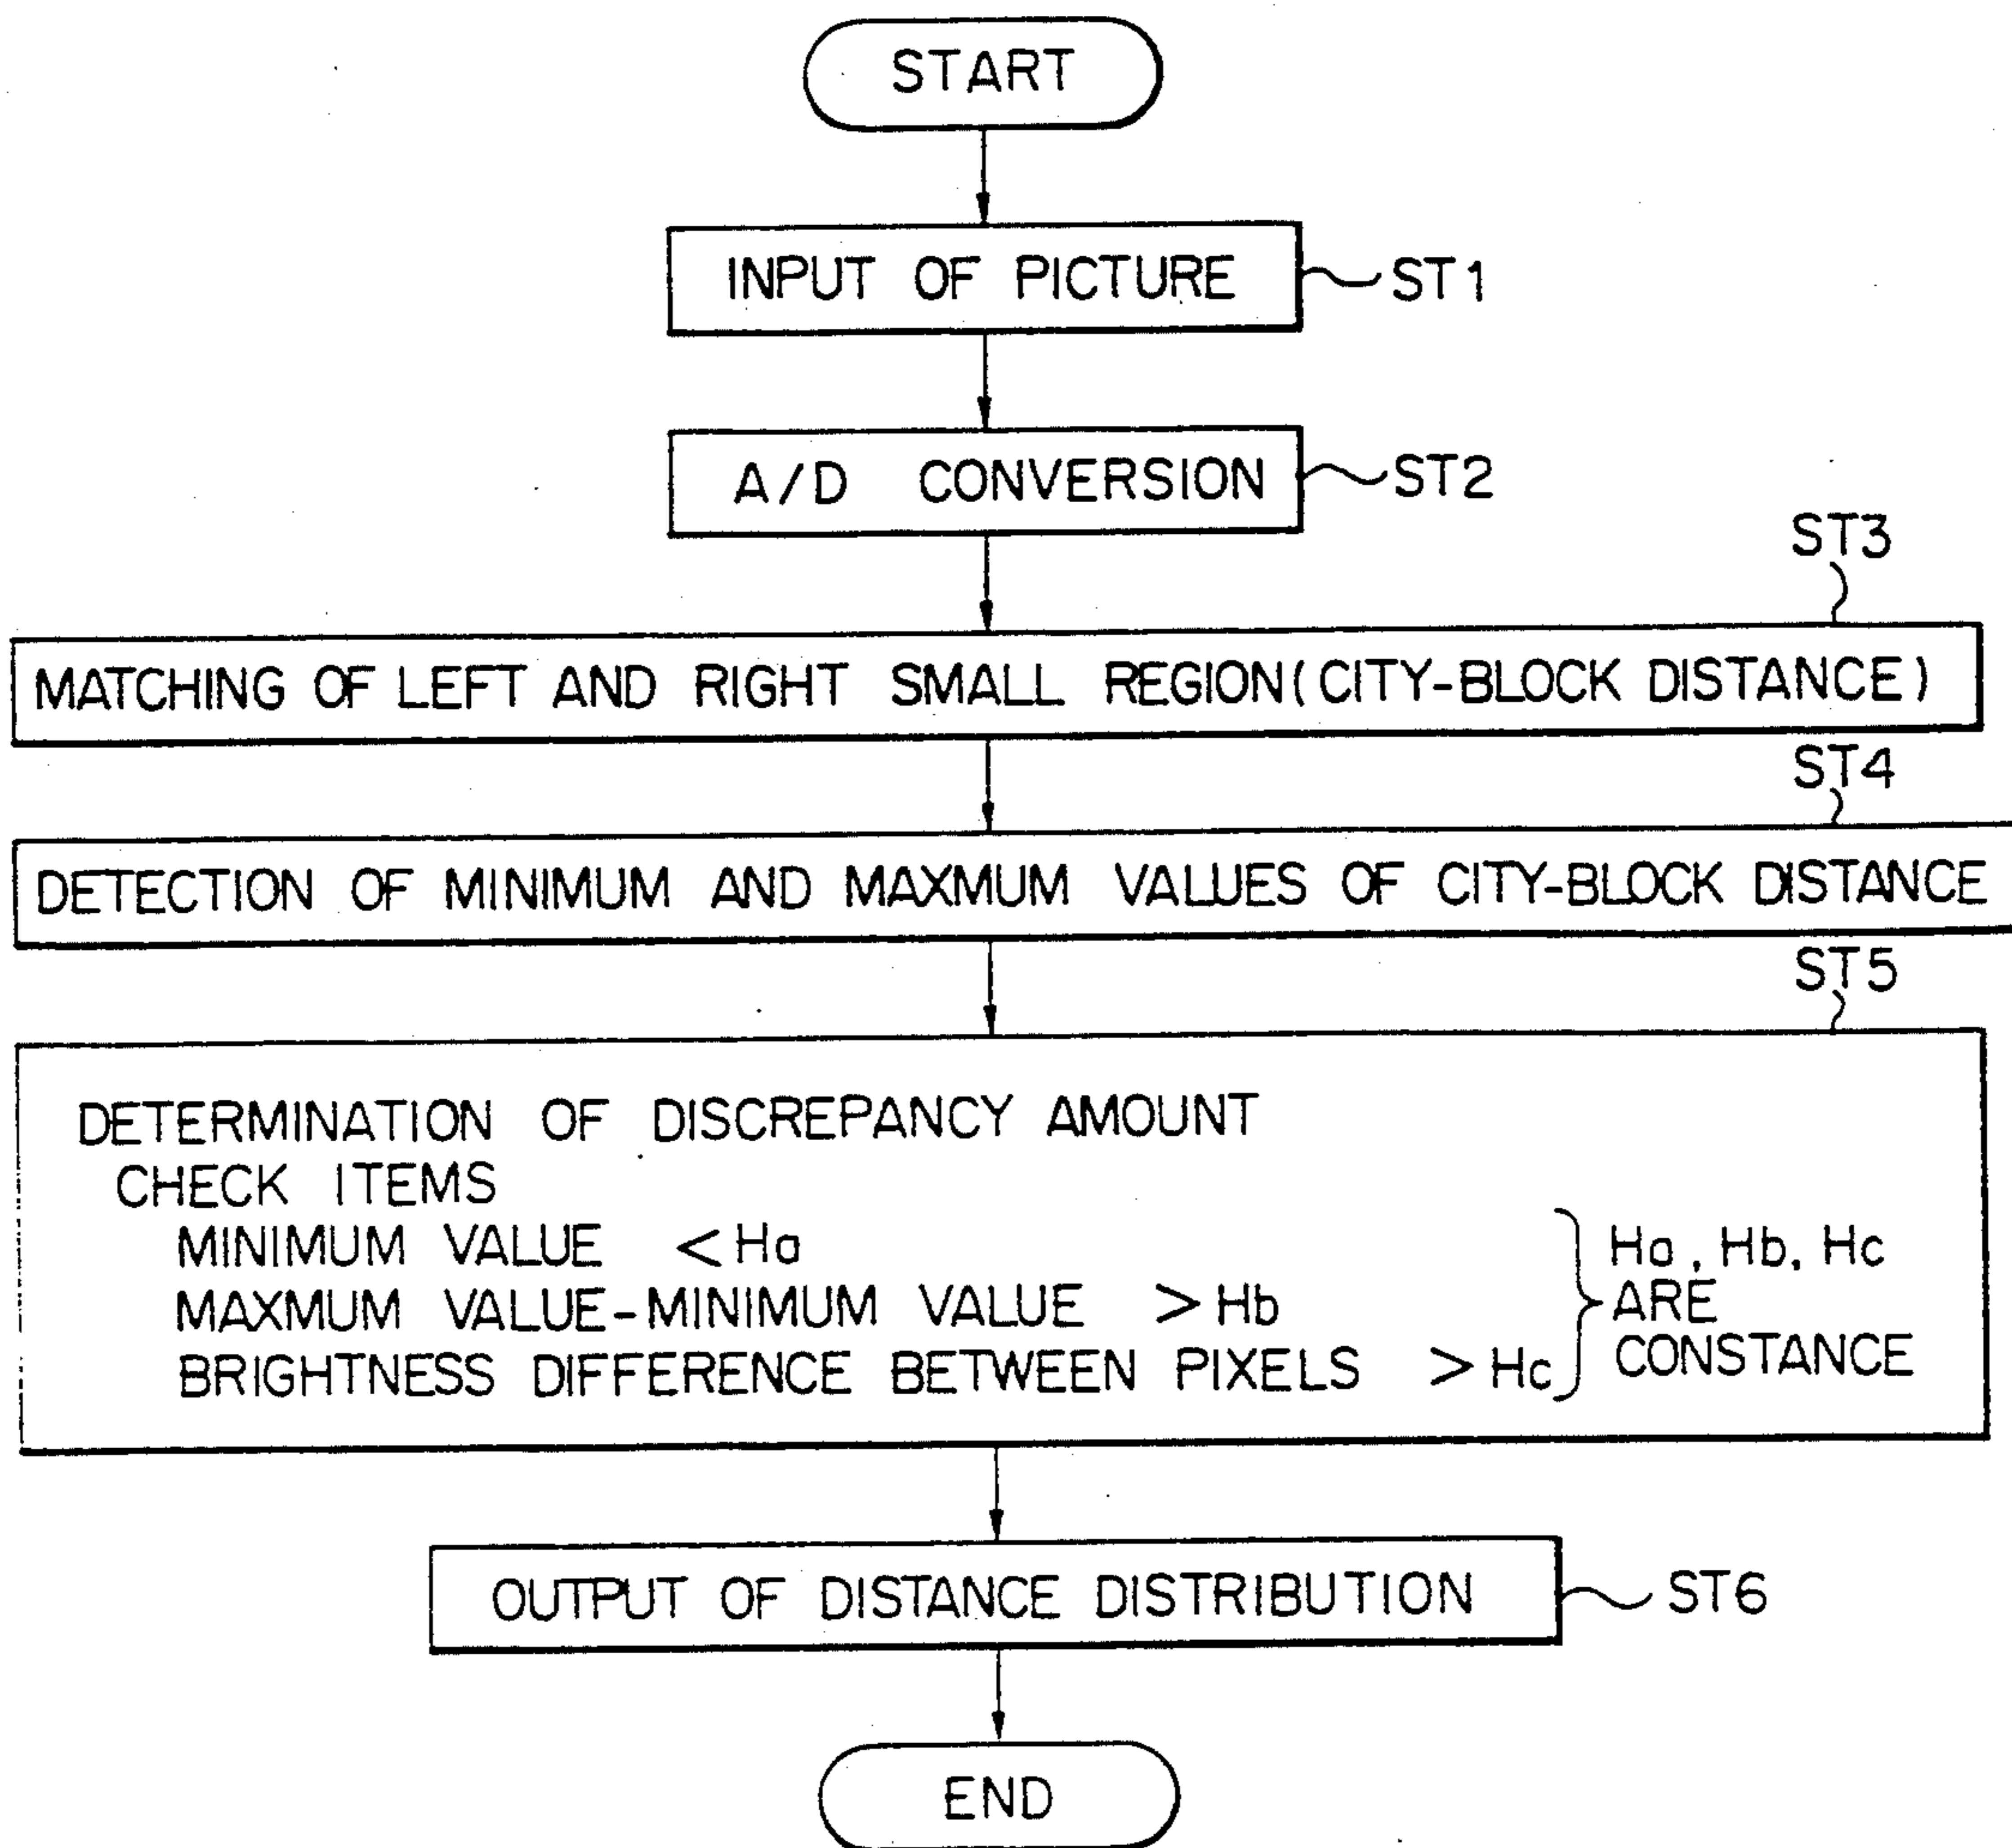 START
INPUT OF PICTURE
ST1
A/D CONVERSION
ST2
ST3
MATCHING OF LEFT AND RIGHT SMALL REGION(CITY-BLOCK DISTANCE)
ST4
DETECTION OF MINIMUM AND MAXMUM VALUES OF CITY-BLOCK DISTANCE
ST5
DETERMINATION OF DISCREPANCY AMOUNT
CHECK ITEMS
MINIMUM VALUE < Ha
MAXMUM VALUE-MINIMUM VALUE > Hb
BRIGHTNESS DIFFERENCE BETWEEN PIXELS > Hc
Ha, Hb, Hc
ARE
CONSTANCE
OUTPUT OF DISTANCE DISTRIBUTION
ST6
END